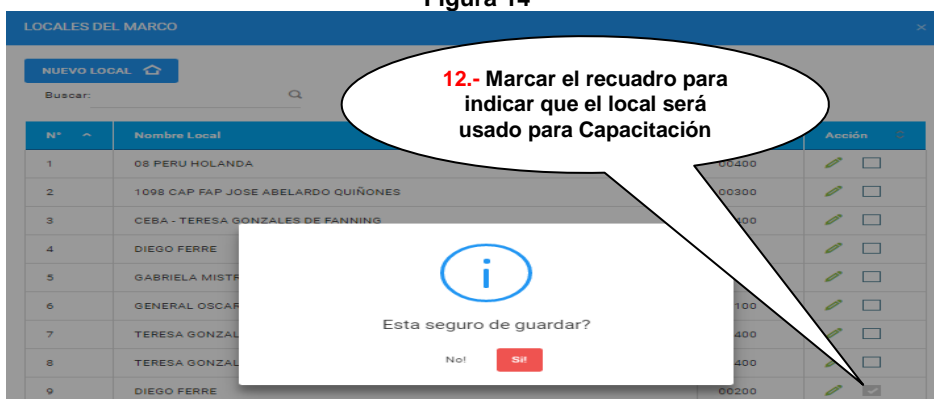 Figura 14
LOCALES DEL MARCO ×
NUEVO LOCAL
Buscar:
12.- Marcar el recuadro para
indicar que el local será
usado para Capacitación
N° Nombre Local Acción
1 08 PERU HOLANDA 00400
2 1098 CAP FAP JOSE ABELARDO QUIÑONES 00300
3 CEBA - TERESA GONZALES DE FANNING
4 DIEGO FERRE
5 GABRIELA MISTR
6 GENERAL OSCAR 100
7 TERESA GONZAL 400
8 TERESA GONZAL 400
9 DIEGO FERRE 00200
Esta seguro de guardar?
No! Si!